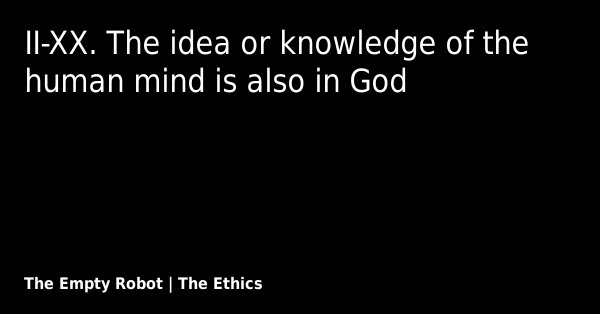 II-XX. The idea or knowledge of the
human mind is also in God
The Empty Robot | The Ethics